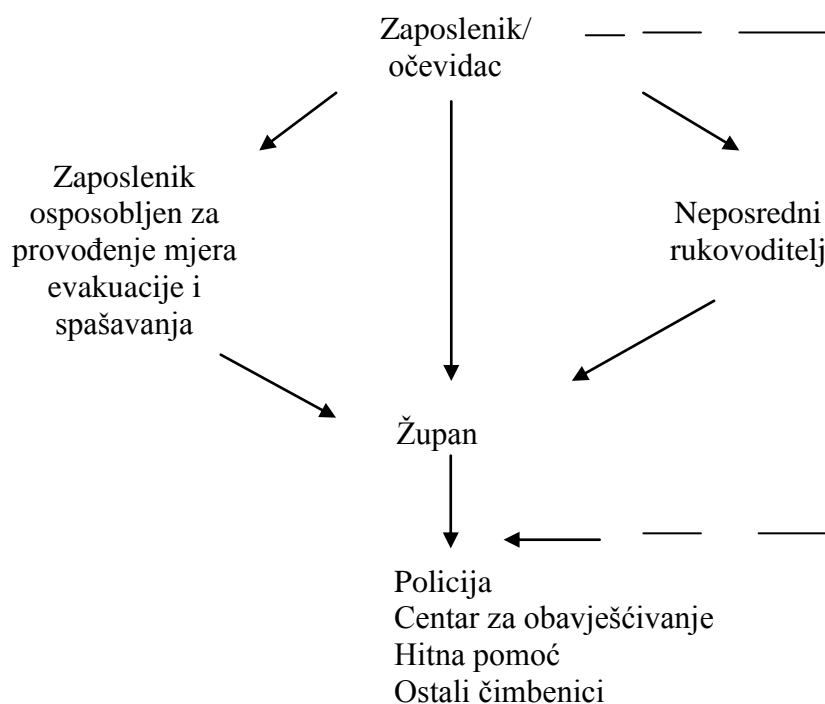 Zaposlenik/
očevidac
Zaposlenik
osposobljen za
provođenje mjera
evakuacije i
spašavanja
Neposredni
rukovoditelj
Župan
Policija
Centar za obavješćivanje
Hitna pomoć
Ostali čimbenici